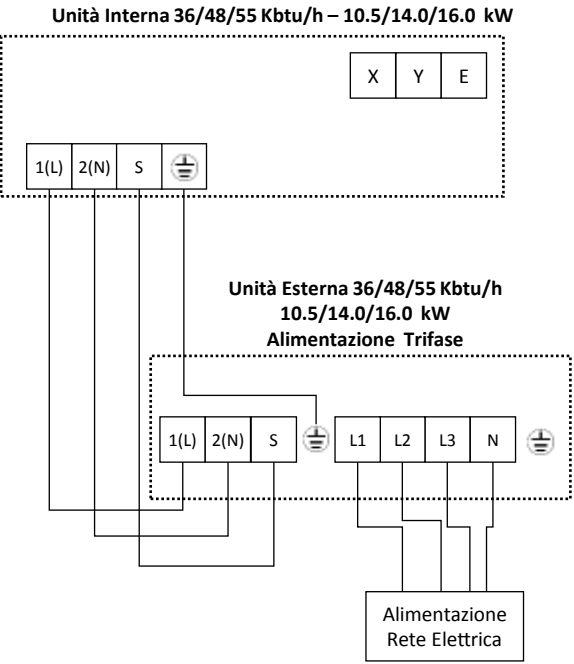 Unità Interna 36/48/55 Kbtu/h – 10.5/14.0/16.0 kW
X Y E
1(L) 2(N) S
Unità Esterna 36/48/55 Kbtu/h
10.5/14.0/16.0 kW
Alimentazione Trifase
1(L) 2(N) S L1 L2 L3 N
Alimentazione
Rete Elettrica